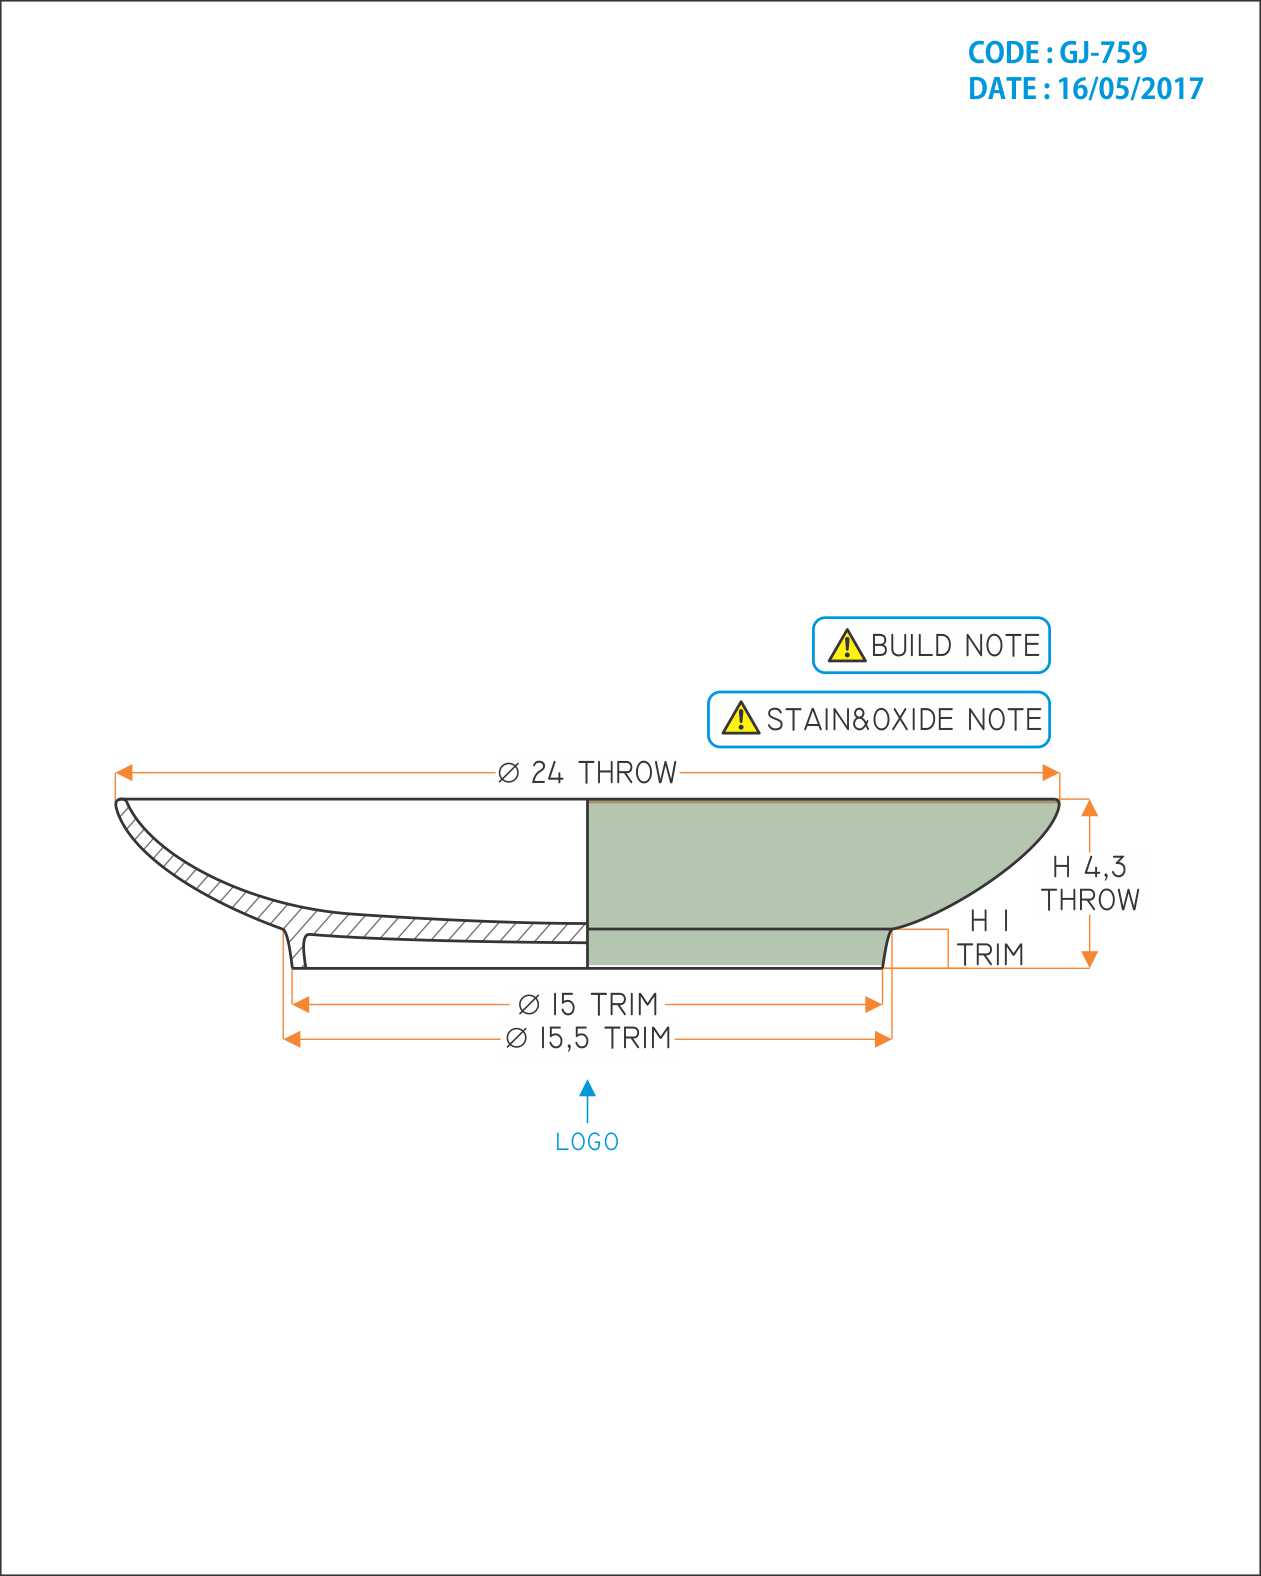 CODE : GJ-759
DATE : 16/05/2017
BUILD NOTE
STAIN&OXIDE NOTE
Ø 24 THROW
H 4,3
THROW
H 1
TRIM
Ø 15 TRIM
Ø 15,5 TRIM
LOGO